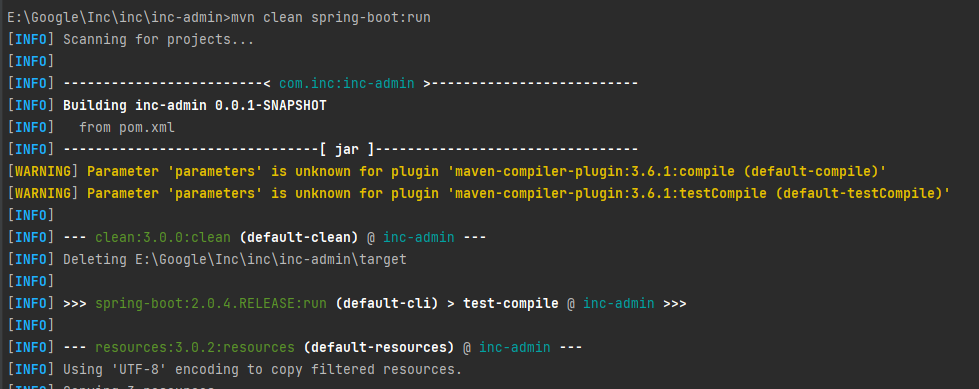 E:\Google\Inc\inc\inc-admin>mvn clean spring-boot:run
[INFO] Scanning for projects...
[INFO]
[INFO] -------------------------< com.inc:inc-admin >--------------------------
[INFO] Building inc-admin 0.0.1-SNAPSHOT
[INFO]   from pom.xml
[INFO] --------------------------------[ jar ]---------------------------------
[WARNING] Parameter 'parameters' is unknown for plugin 'maven-compiler-plugin:3.6.1:compile (default-compile)'
[WARNING] Parameter 'parameters' is unknown for plugin 'maven-compiler-plugin:3.6.1:testCompile (default-testCompile)'
[INFO]
[INFO] --- clean:3.0.0:clean (default-clean) @ inc-admin ---
[INFO] Deleting E:\Google\Inc\inc\inc-admin\target
[INFO]
[INFO] >>> spring-boot:2.0.4.RELEASE:run (default-cli) > test-compile @ inc-admin >>>
[INFO]
[INFO] --- resources:3.0.2:resources (default-resources) @ inc-admin ---
[INFO] Using 'UTF-8' encoding to copy filtered resources.
[INFO] Copying 3 resources